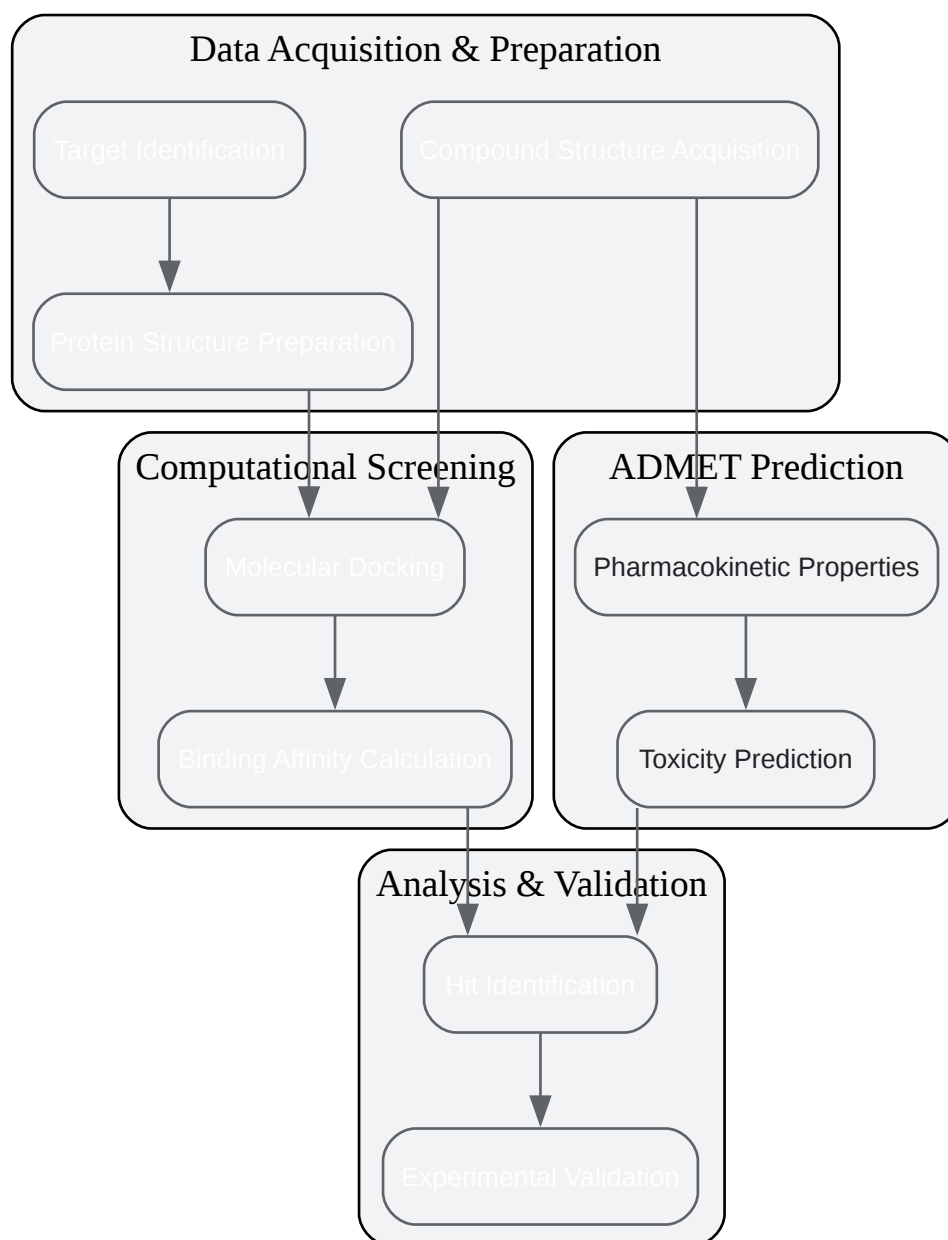 Data Acquisition & Preparation
Target Identification
Compound Structure Acquisition
Protein Structure Preparation
Computational Screening
ADMET Prediction
Molecular Docking
Pharmacokinetic Properties
Binding Affinity Calculation
Toxicity Prediction
Analysis & Validation
Hit Identification
Experimental Validation